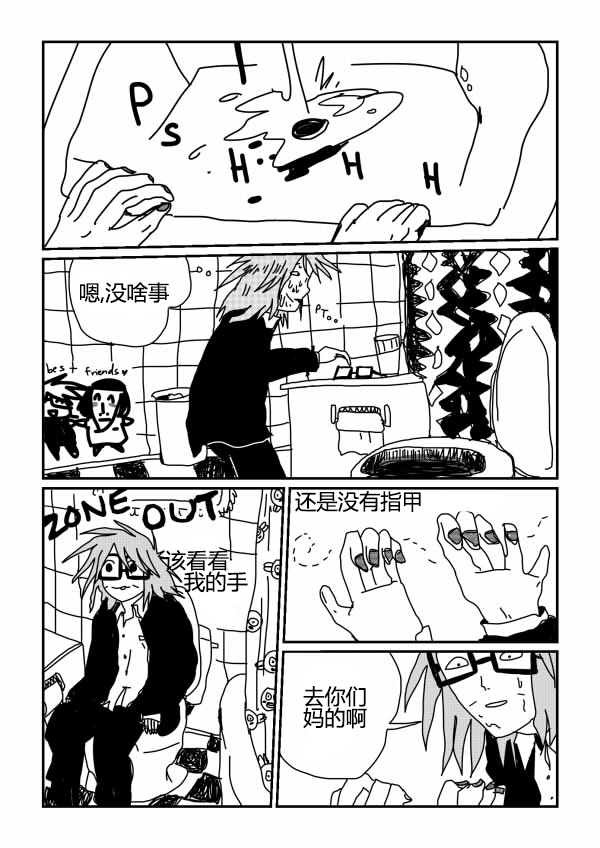 PSHHH
嗯,没啥事
PTOO
best friends
ZONE OUT
该看看
我的手
还是没有指甲
去你们
妈的啊